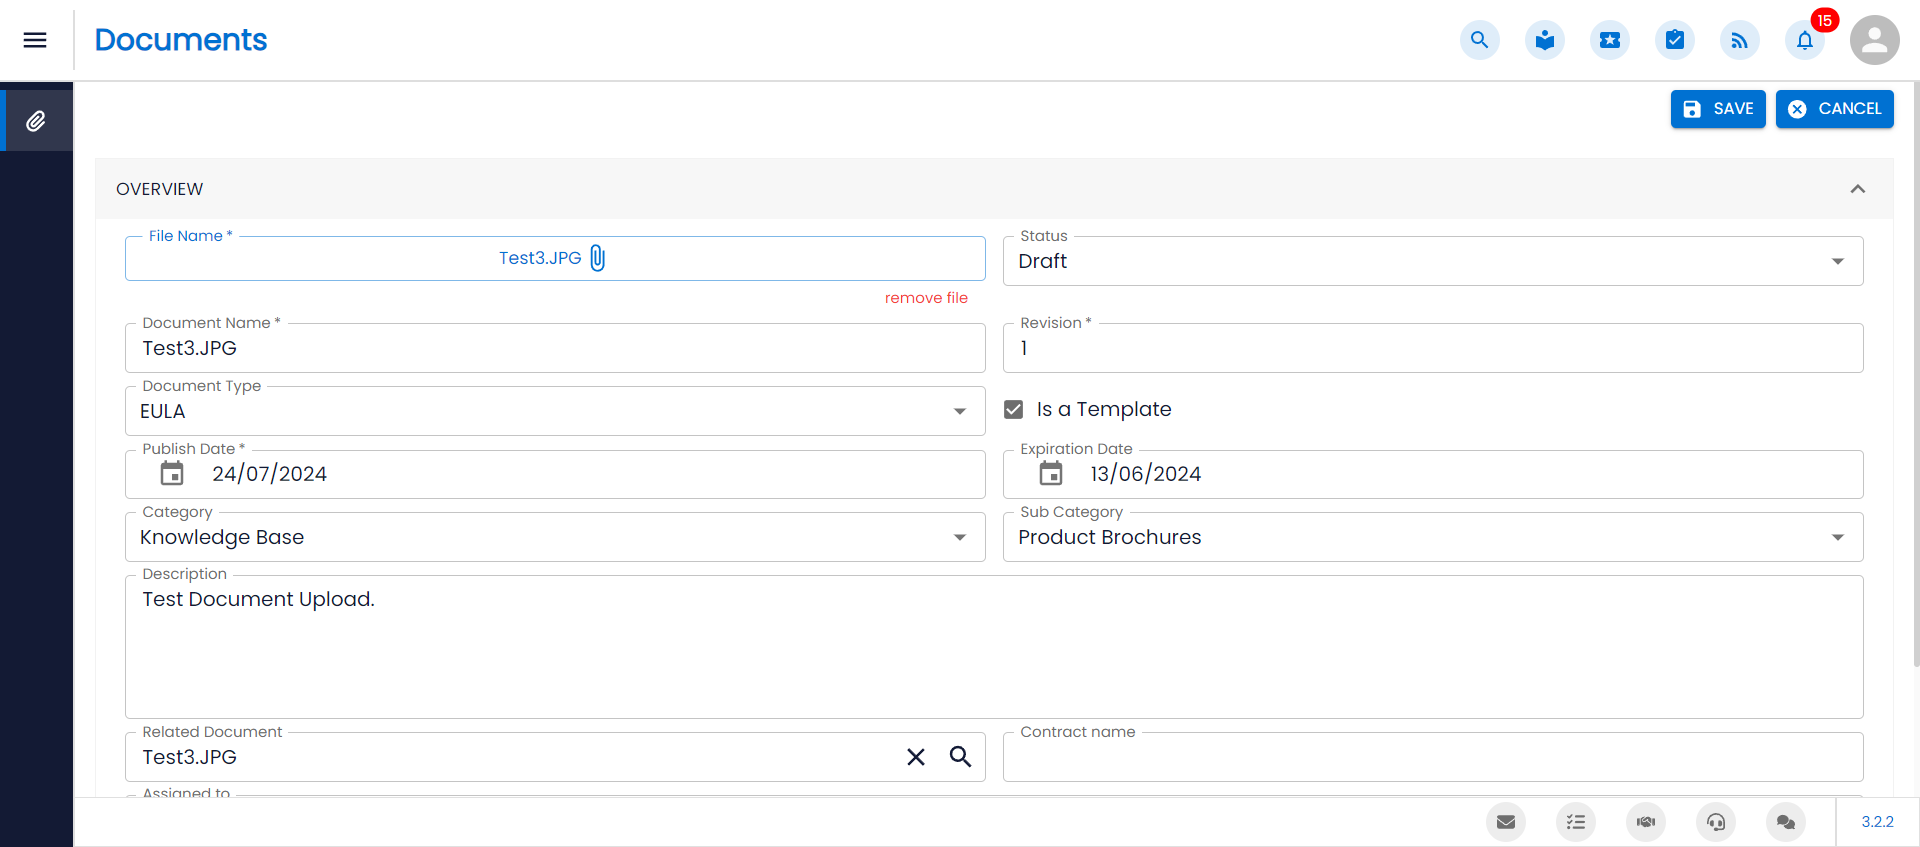 Documents
15
SAVE
CANCEL
OVERVIEW
File Name *
Test3.JPG
remove file
Status
Draft
Document Name *
Test3.JPG
Revision *
1
Document Type
EULA
Is a Template
Publish Date *
24/07/2024
Expiration Date
13/06/2024
Category
Knowledge Base
Sub Category
Product Brochures
Description
Test Document Upload.
Related Document
Test3.JPG
Contract name
Assigned to
3.2.2